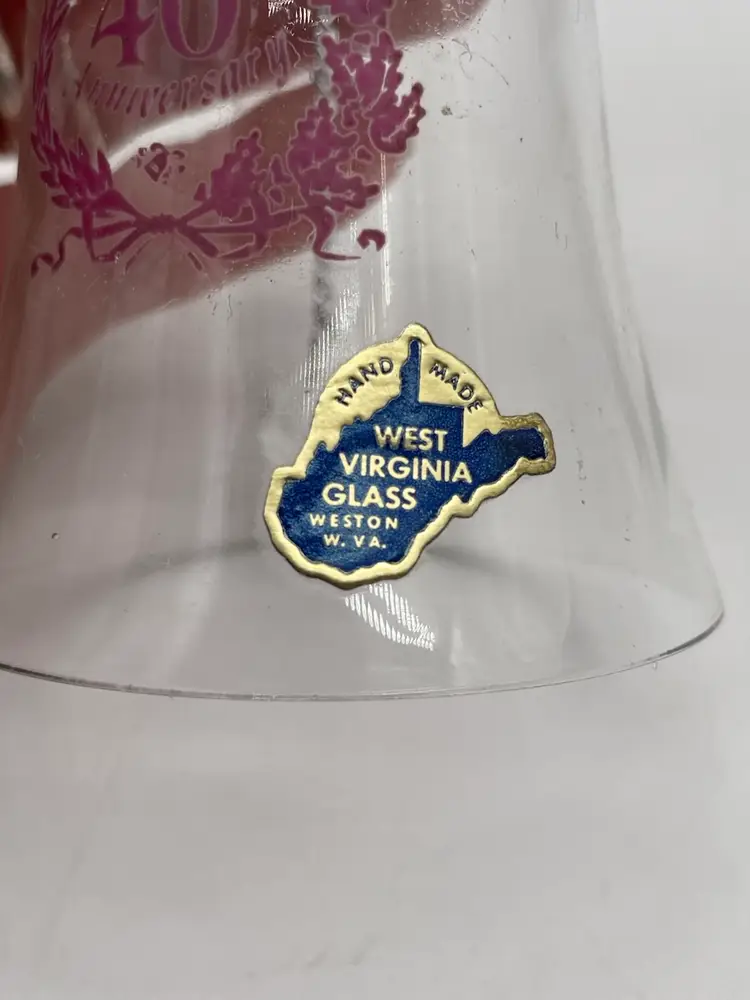 40
Anniversary
HAND MADE
WEST
VIRGINIA
GLASS
WESTON
W. VA.